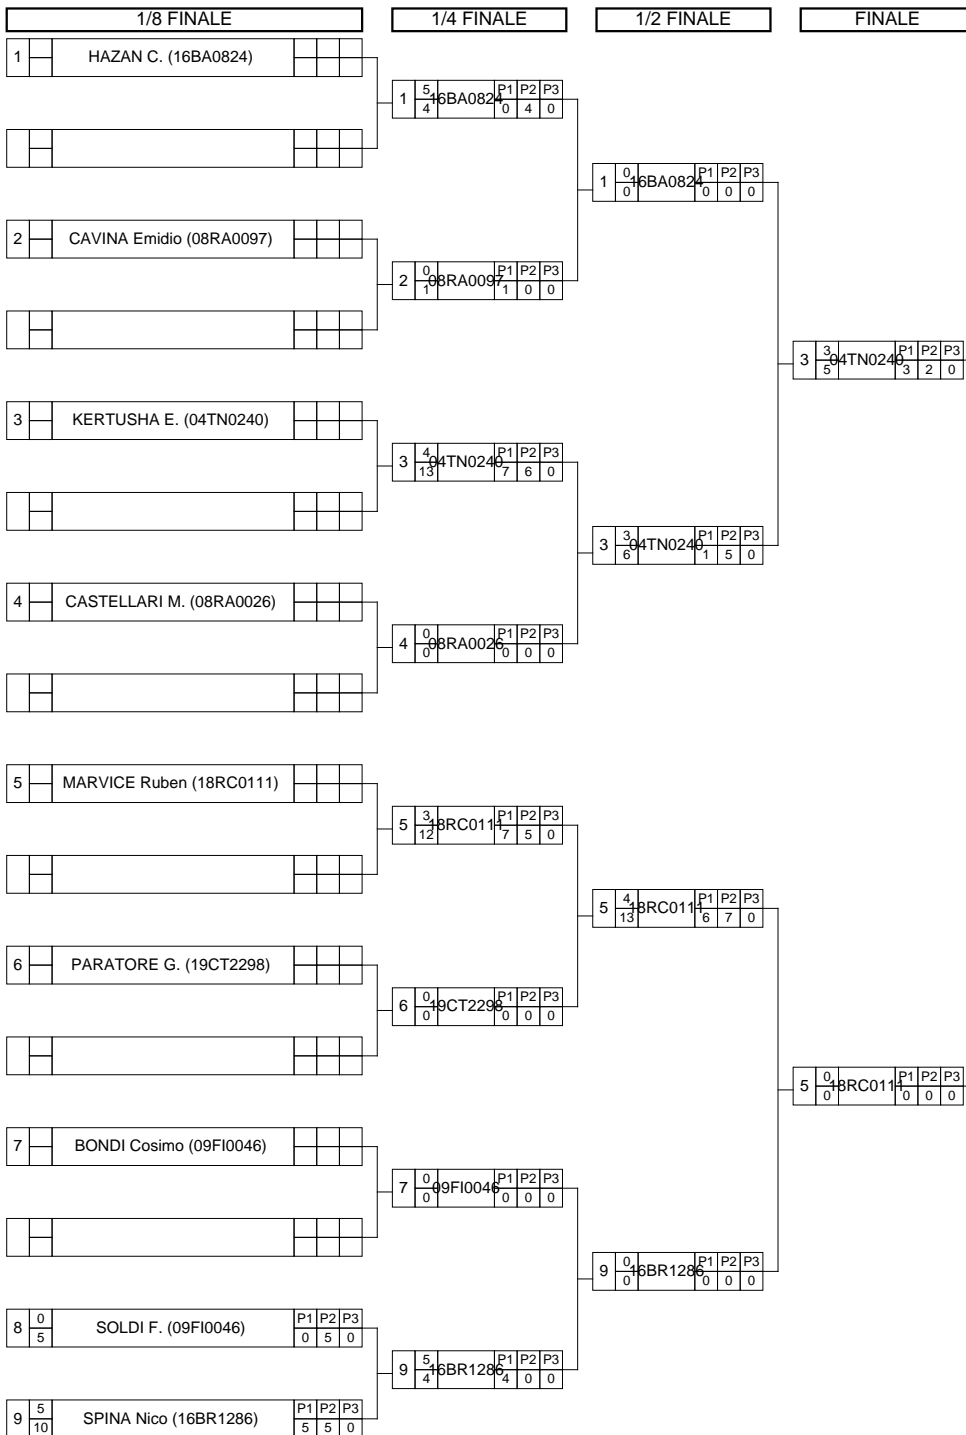 1/8 FINALE 1/4 FINALE 1/2 FINALE FINALE
1 HAZAN C. (16BA0824)
1 5 4 16BA0824 P1 P2 P3 0 4 0
1 0 0 16BA0824 P1 P2 P3 0 0 0
2 CAVINA Emidio (08RA0097)
2 0 1 08RA0097 P1 P2 P3 1 0 0
3 3 5 04TN0240 P1 P2 P3 3 2 0
3 KERTUSHA E. (04TN0240)
3 4 13 04TN0240 P1 P2 P3 7 6 0
3 3 6 04TN0240 P1 P2 P3 1 5 0
4 CASTELLARI M. (08RA0026)
4 0 0 08RA0026 P1 P2 P3 0 0 0
5 MARVICE Ruben (18RC0111)
5 3 12 18RC0111 P1 P2 P3 7 5 0
5 4 13 18RC0111 P1 P2 P3 6 7 0
6 PARATORE G. (19CT2298)
6 0 0 19CT2298 P1 P2 P3 0 0 0
5 0 0 18RC0111 P1 P2 P3 0 0 0
7 BONDI Cosimo (09FI0046)
7 0 0 09FI0046 P1 P2 P3 0 0 0
9 0 0 16BR1286 P1 P2 P3 0 0 0
8 0 5 SOLDI F. (09FI0046) P1 P2 P3 0 5 0
9 5 4 16BR1286 P1 P2 P3 4 0 0
9 5 10 SPINA Nico (16BR1286) P1 P2 P3 5 5 0